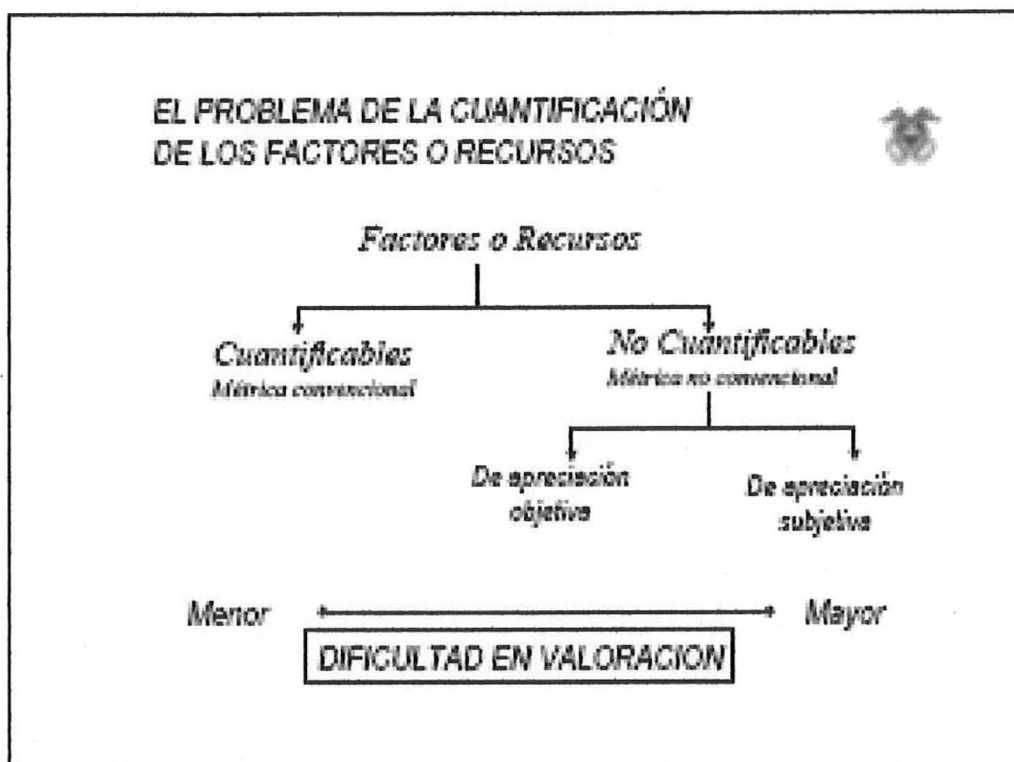 EL PROBLEMA DE LA CUANTIFICACIÓN
DE LOS FACTORES O RECURSOS
Factores o Recursos
Cuantificables
Métrica convencional
No Cuantificables
Métrica no convencional
De apreciación
objetiva
De apreciación
subjetiva
Menor
Mayor
DIFICULTAD EN VALORACION